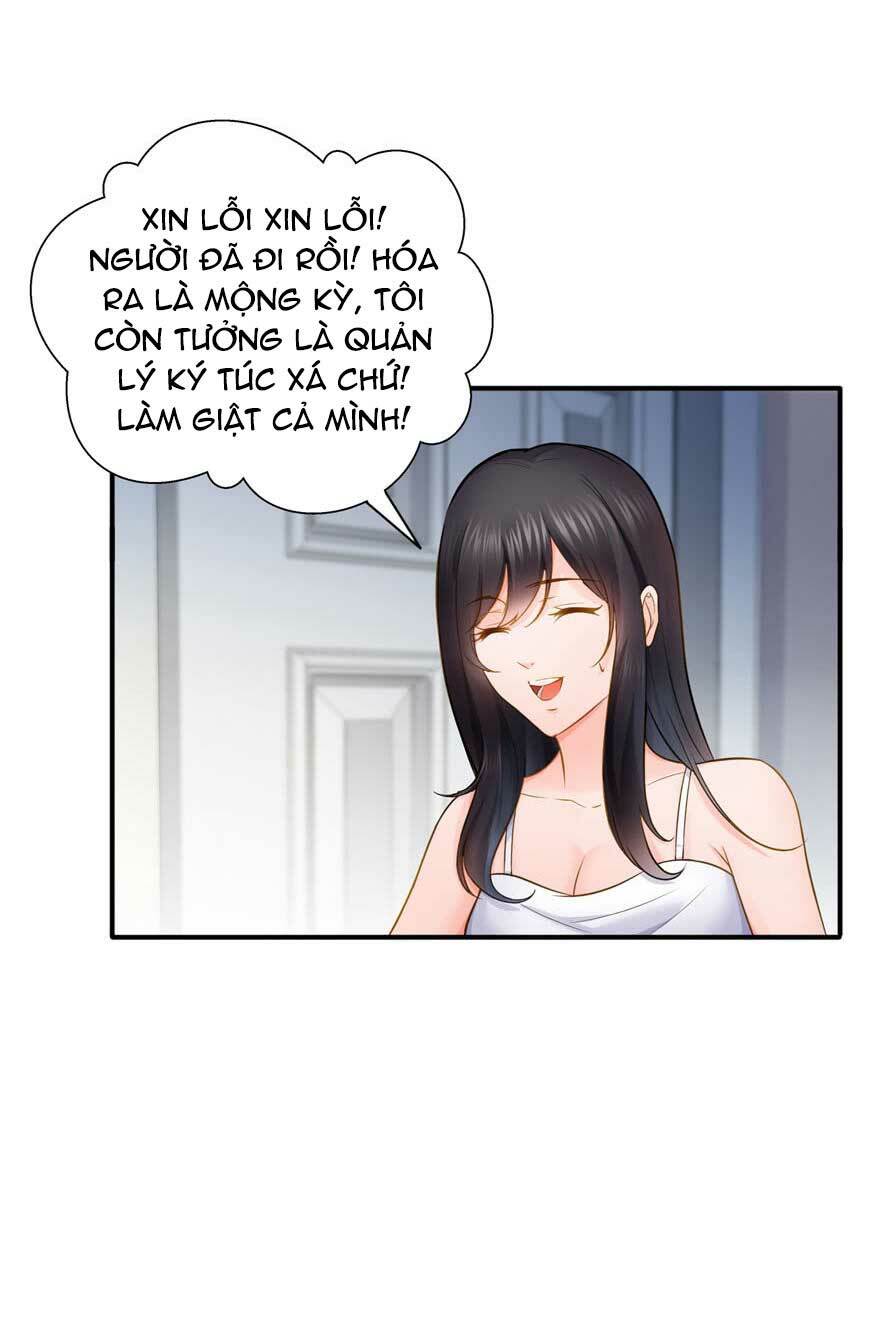 XIN LỖI XIN LỖI!
NGƯỜI ĐÃ ĐI RỒI! HÓA
RA LÀ MỘNG KỲ, TÔI
CÒN TƯỞNG LÀ QUẢN
LÝ KÝ TÚC XÁ CHỨ!
LÀM GIẬT CẢ MÌNH!